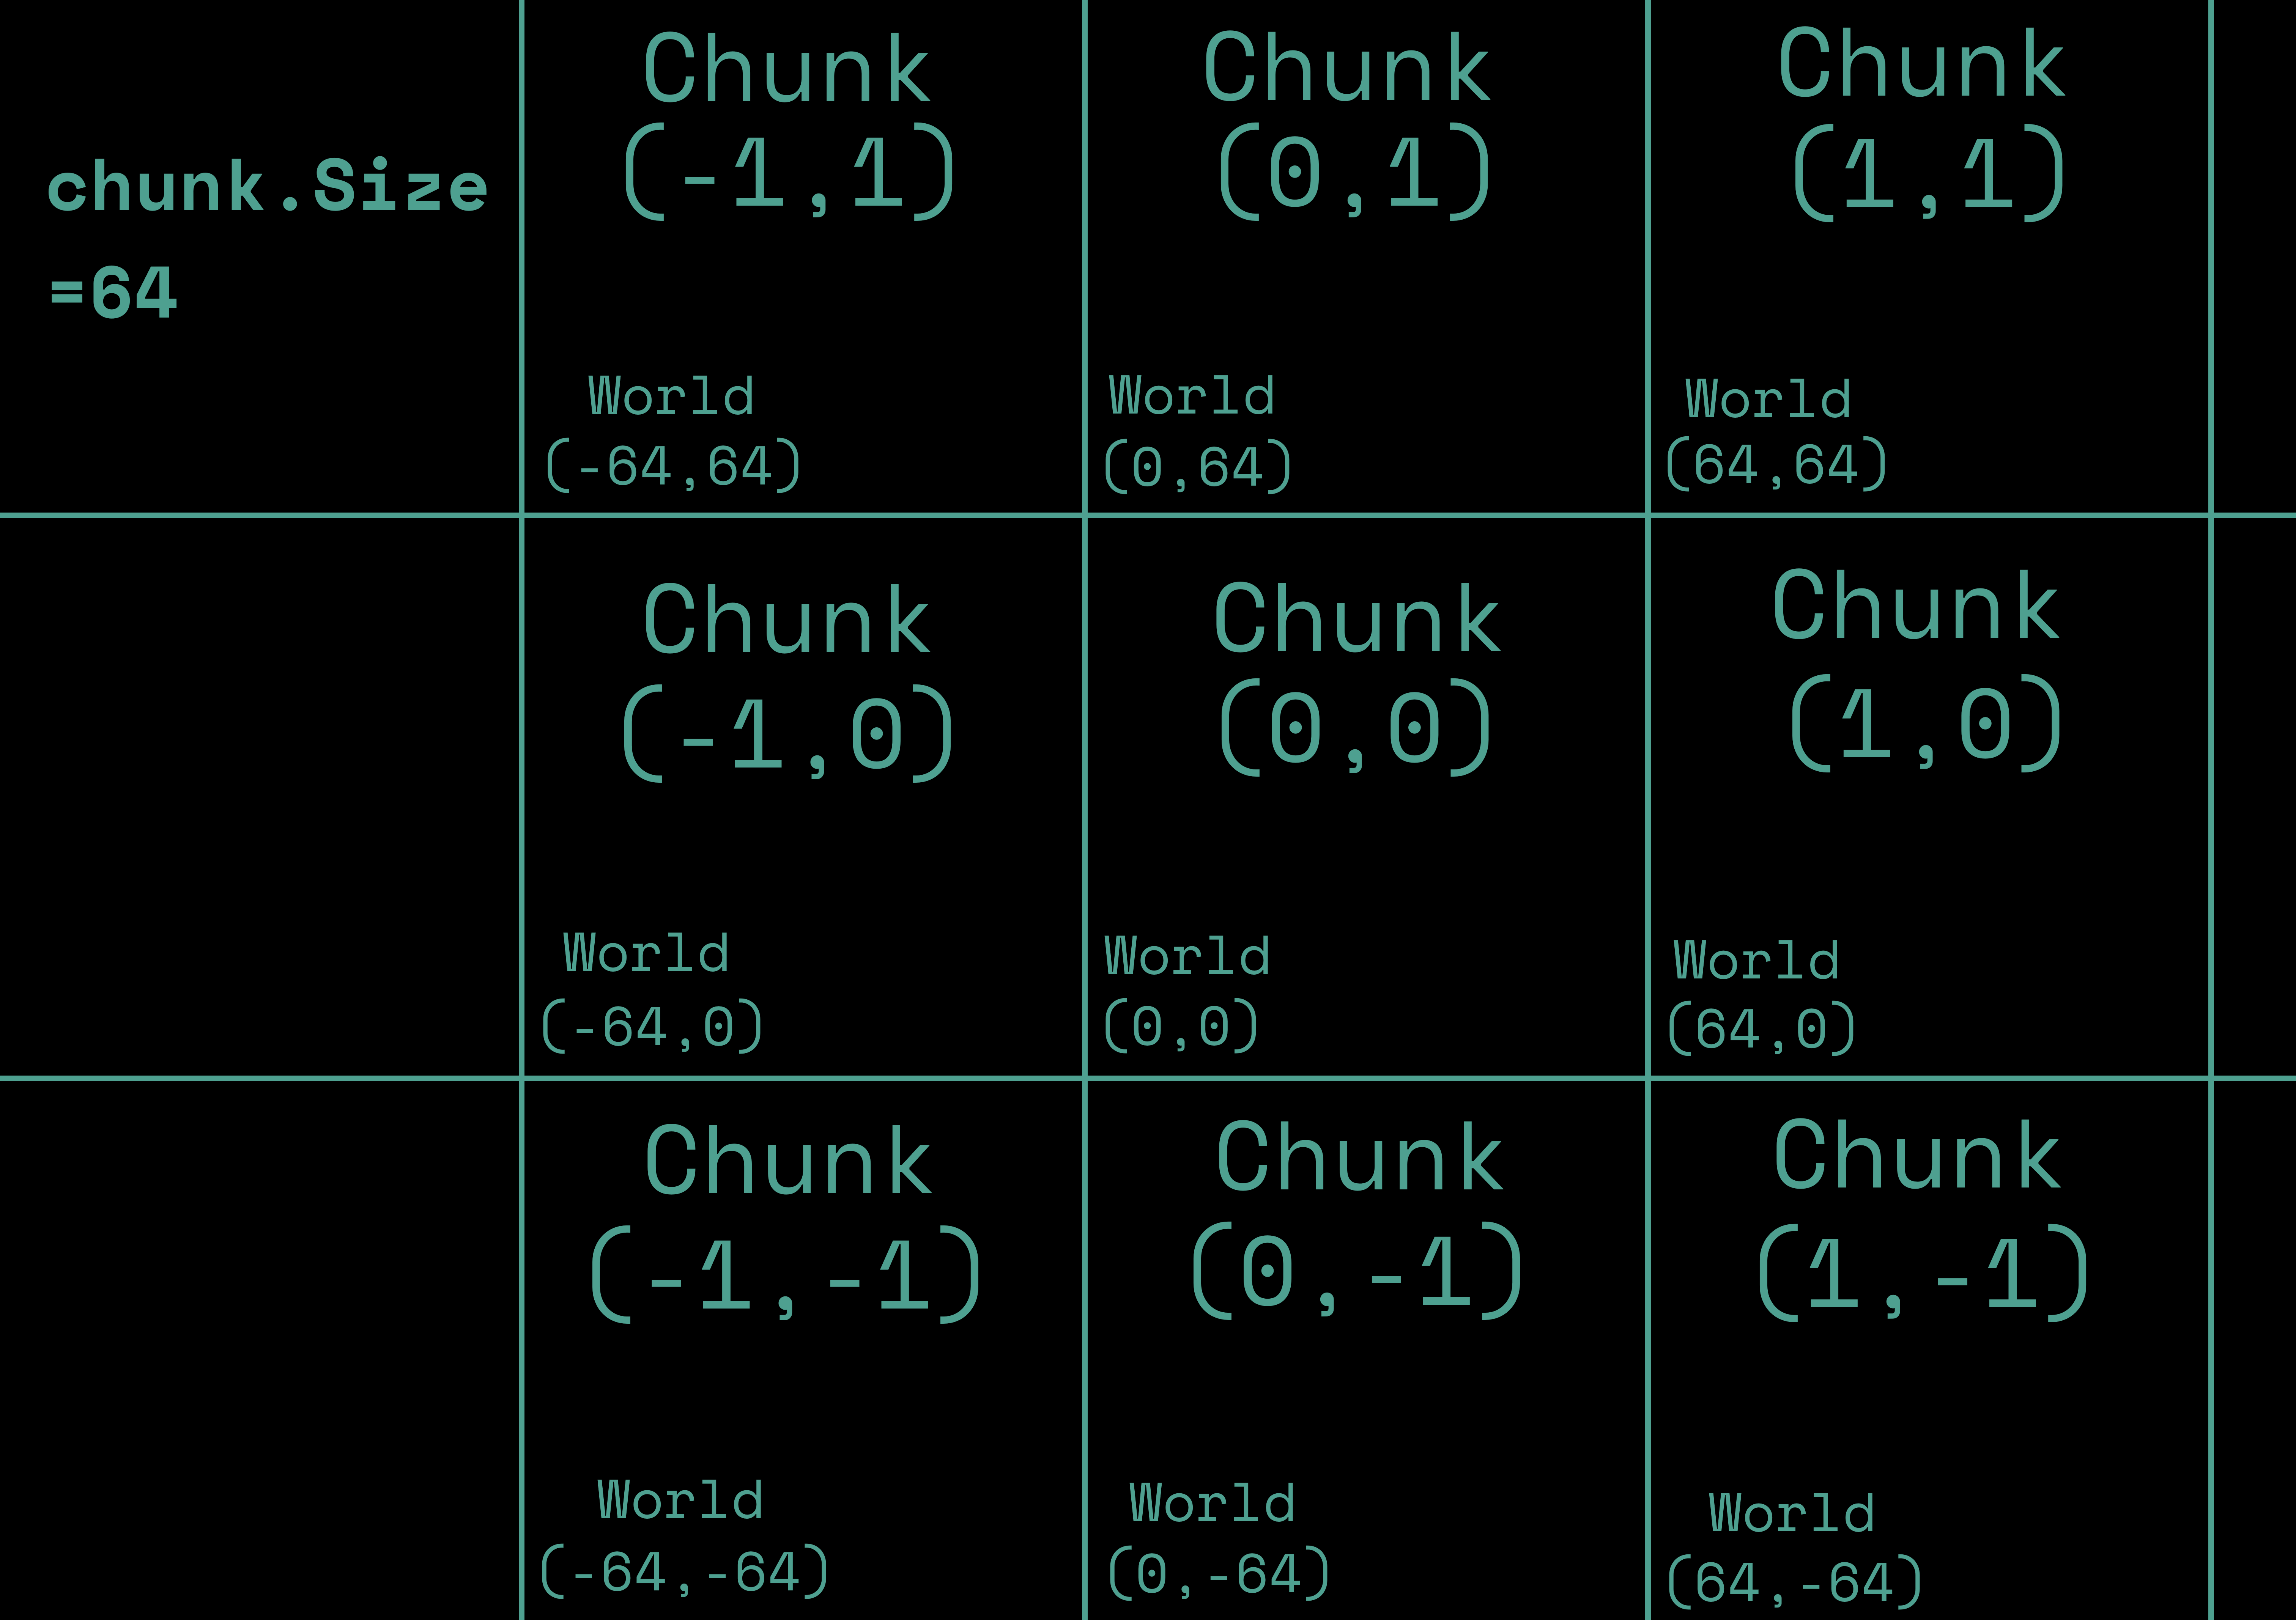 chunk.Size
=64
Chunk
(-1,1)
World
(-64,64)
Chunk
(0,1)
World
(0,64)
Chunk
(1,1)
World
(64,64)
Chunk
(-1,0)
World
(-64,0)
Chunk
(0,0)
World
(0,0)
Chunk
(1,0)
World
(64,0)
Chunk
(-1,-1)
World
(-64,-64)
Chunk
(0,-1)
World
(0,-64)
Chunk
(1,-1)
World
(64,-64)